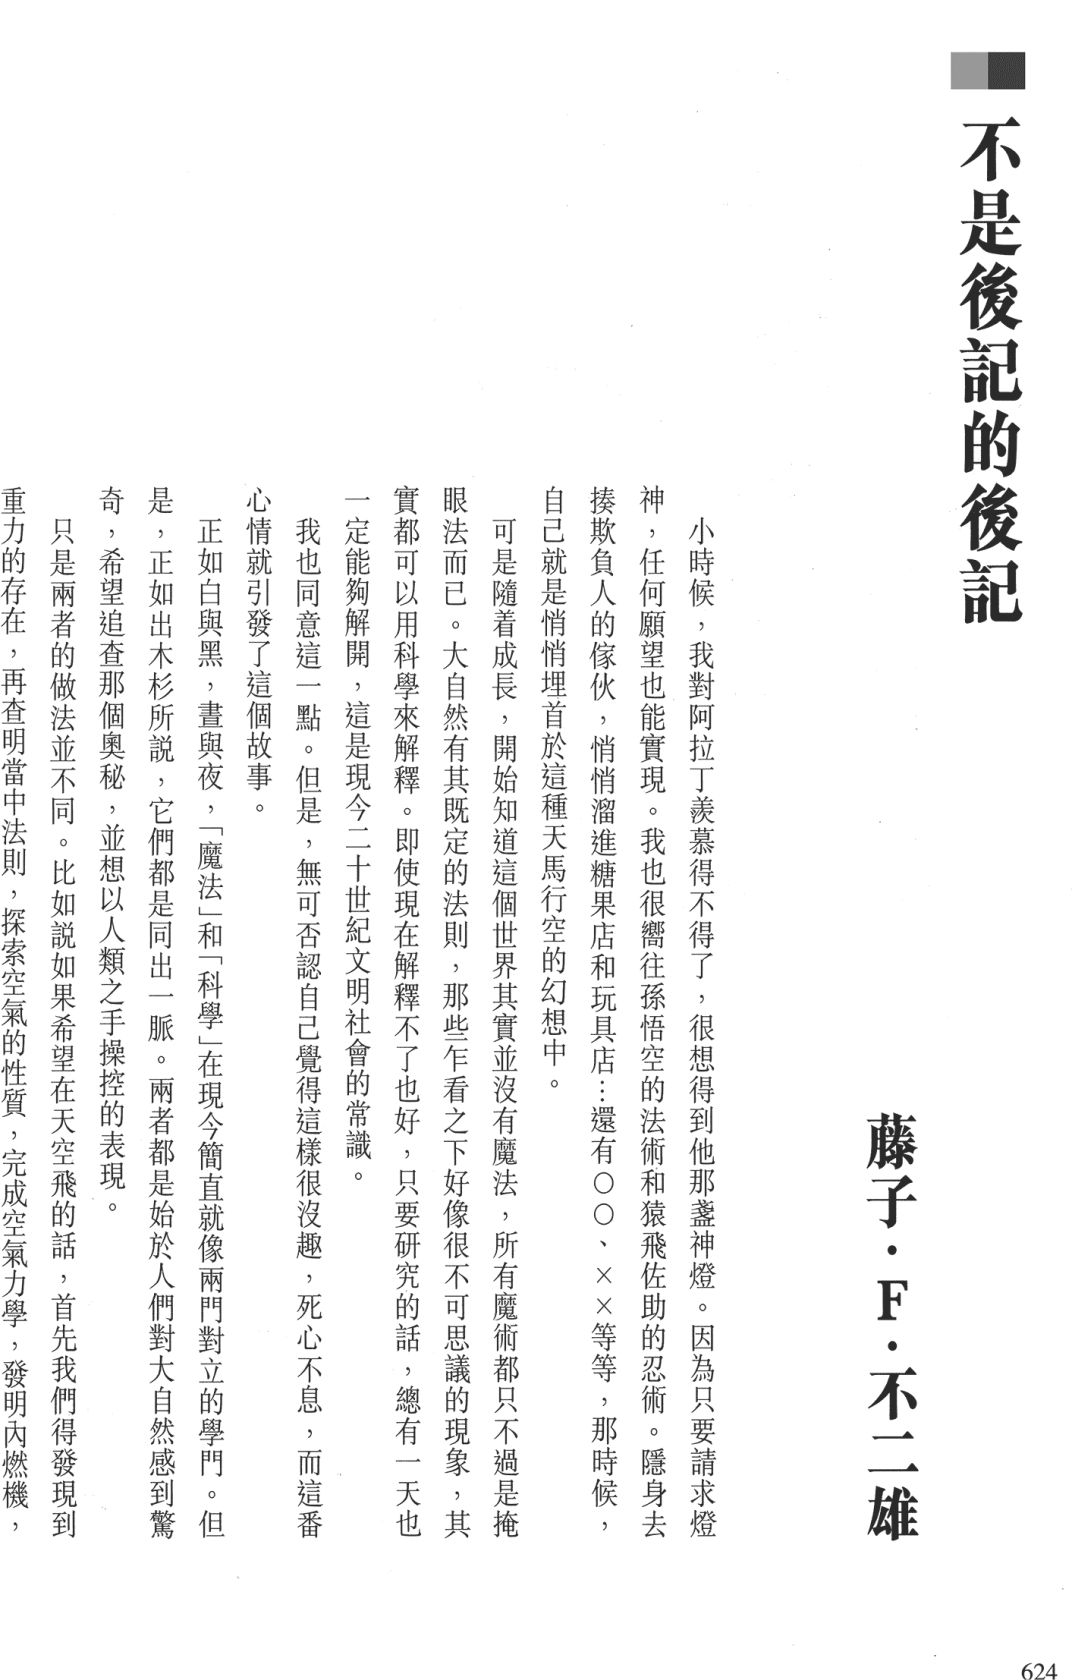 不是後記的後記
藤子・F・不二雄
小時候，我對阿拉丁羨慕得不得了，很想得到他那盞神燈。因為只要請求燈
神，任何願望也能實現。我也很嚮往孫悟空的法術和猿飛佐助的忍術。隱身去
揍欺負人的傢伙，悄悄溜進糖果店和玩具店…還有〇〇、××等等，那時候，
自己就是悄悄埋首於這種天馬行空的幻想中。
可是隨着成長，開始知道這個世界其實並沒有魔法，所有魔術都只不過是掩
眼法而已。大自然有其既定的法則，那些乍看之下好像很不可思議的現象，其
實都可以用科學來解釋。即使現在解釋不了也好，只要研究的話，總有一天也
一定能夠解開，這是現今二十世紀文明社會的常識。
我也同意這一點。但是，無可否認自己覺得這樣很沒趣，死心不息，而這番
心情就引發了這個故事。
正如白與黑，晝與夜，「魔法」和「科學」在現今簡直就像兩門對立的學門。但
是，正如出木杉所説，它們都是同出一脈。兩者都是始於人們對大自然感到驚
奇，希望追查那個奧秘，並想以人類之手操控的表現。
只是兩者的做法並不同。比如説如果希望在天空飛的話，首先我們得發現到
重力的存在，再查明當中法則，探索空氣的性質，完成空氣力學，發明內燃機，
624